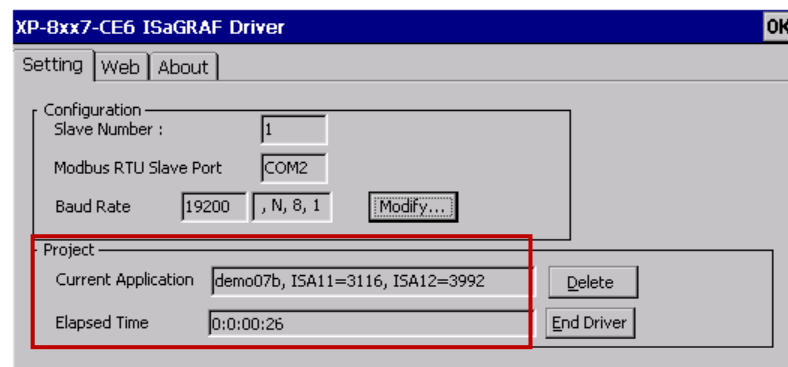 XP-8xx7-CE6 ISaGRAF Driver OK
Setting Web About
Configuration
Slave Number : 1
Modbus RTU Slave Port COM2
Baud Rate 19200 , N, 8, 1 Modify...
Project
Current Application demo07b, ISA11=3116, ISA12=3992 Delete
Elapsed Time 0:0:00:26 End Driver